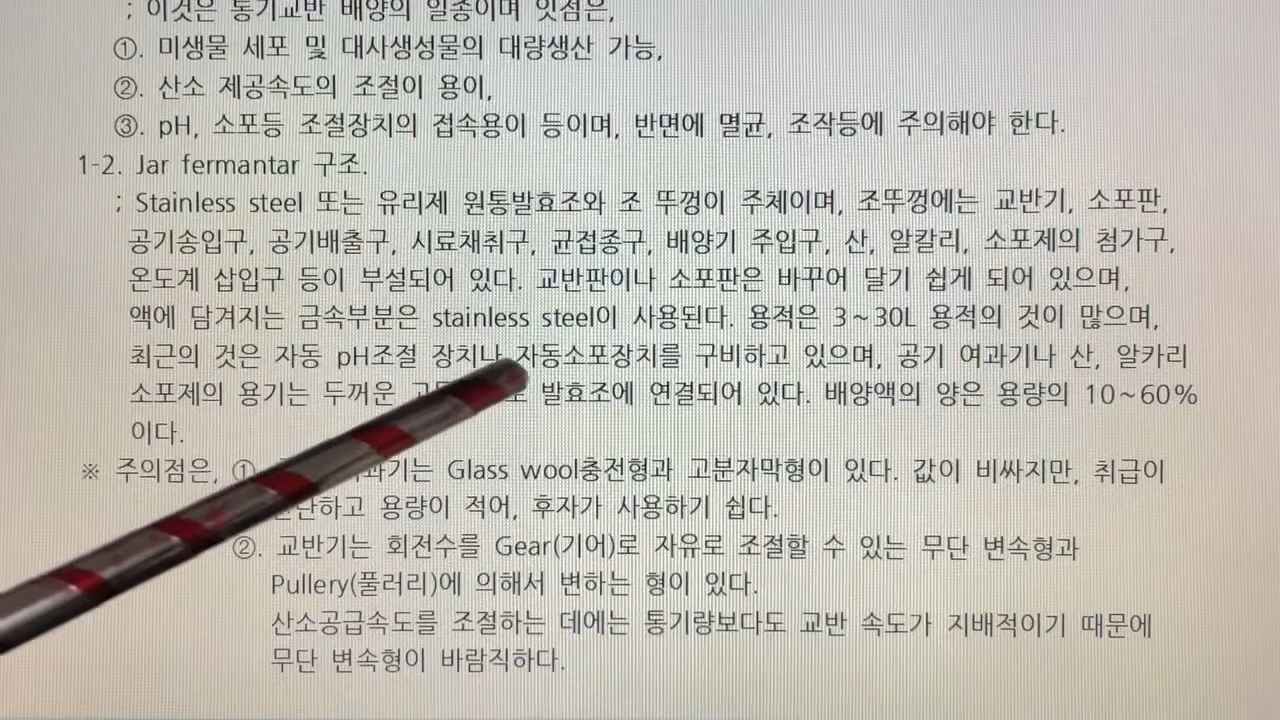 ; 이것은 통기교반 배양의 일종이며 잇점은,
①. 미생물 세포 및 대사생성물의 대량생산 가능,
②. 산소 제공속도의 조절이 용이,
③. pH, 소포등 조절장치의 접속용이 등이며, 반면에 멸균, 조작등에 주의해야 한다.
1-2. Jar fermantar 구조.
; Stainless steel 또는 유리제 원통발효조와 조 뚜껑이 주체이며, 조뚜껑에는 교반기, 소포판,
공기송입구, 공기배출구, 시료채취구, 균접종구, 배양기 주입구, 산, 알칼리, 소포제의 첨가구,
온도계 삽입구 등이 부설되어 있다. 교반판이나 소포판은 바꾸어 달기 쉽게 되어 있으며,
액에 담겨지는 금속부분은 stainless steel이 사용된다. 용적은 3~30L 용적의 것이 많으며,
최근의 것은 자동 pH조절 장치나 자동소포장치를 구비하고 있으며, 공기 여과기나 산, 알카리
소포제의 용기는 두꺼운 발효조에 연결되어 있다. 배양액의 양은 용량의 10~60%
이다.
※ 주의점은, ① Glass wool충전형과 고분자막형이 있다. 값이 비싸지만, 취급이
용량이 적어, 후자가 사용하기 쉽다.
②. 교반기는 회전수를 Gear(기어)로 자유로 조절할 수 있는 무단 변속형과
Pullery(풀러리)에 의해서 변하는 형이 있다.
산소공급속도를 조절하는 데에는 통기량보다도 교반 속도가 지배적이기 때문에
무단 변속형이 바람직하다.